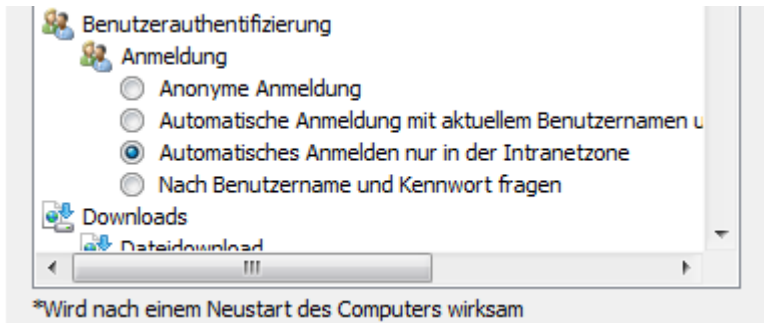 Benutzerauthentifizierung
Anmeldung
Anonyme Anmeldung
Automatische Anmeldung mit aktuellem Benutzernamen u
Automatisches Anmelden nur in der Intranetzone
Nach Benutzername und Kennwort fragen
Downloads
Dateidownload
*Wird nach einem Neustart des Computers wirksam